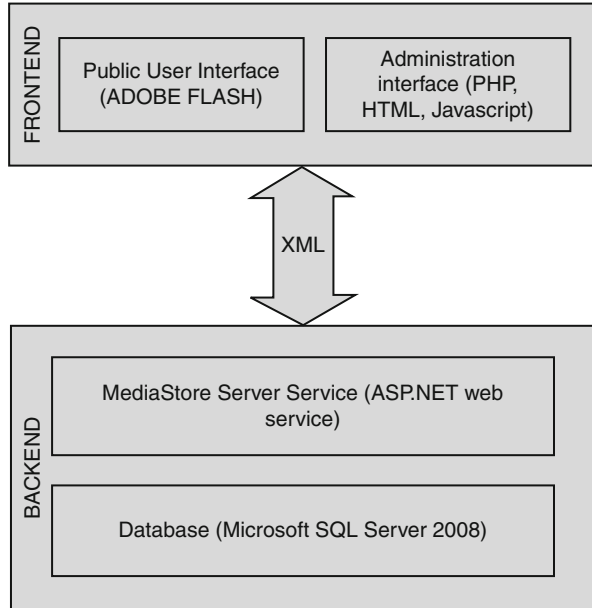 FRONTEND
Public User Interface
(ADOBE FLASH)
Administration
interface (PHP,
HTML, Javascript)
XML
BACKEND
MediaStore Server Service (ASP.NET web
service)
Database (Microsoft SQL Server 2008)